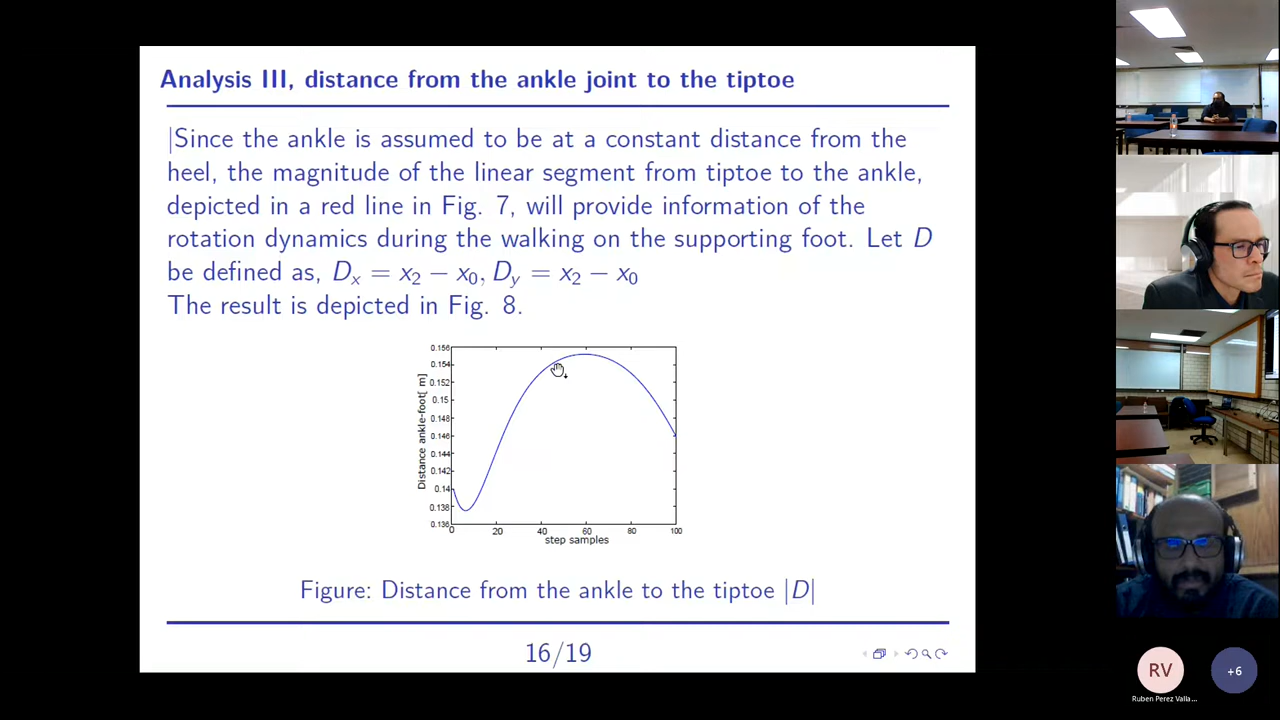 Analysis III, distance from the ankle joint to the tiptoe
|Since the ankle is assumed to be at a constant distance from the
heel, the magnitude of the linear segment from tiptoe to the ankle,
depicted in a red line in Fig. 7, will provide information of the
rotation dynamics during the walking on the supporting foot. Let D
be defined as, Dₓ = x₂ − x₀, D_y = x₂ − x₀
The result is depicted in Fig. 8.
Distance ankle-foot[ m]
0.156
0.154
0.152
0.15
0.148
0.146
0.144
0.142
0.14
0.138
0.136
0 20 40 60 80 100
step samples
Figure: Distance from the ankle to the tiptoe |D|
16/19
RV
+6
Ruben Perez Valla...